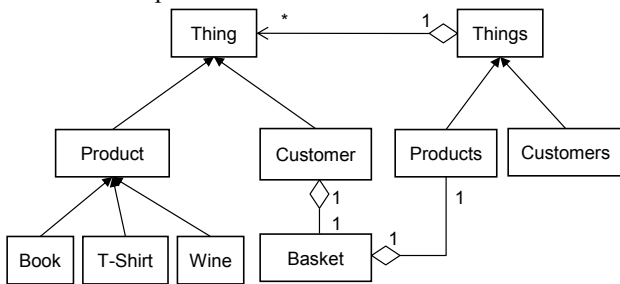 Thing
*
1
Things
Product
Customer
Products
Customers
1
1
1
1
Book
T-Shirt
Wine
Basket